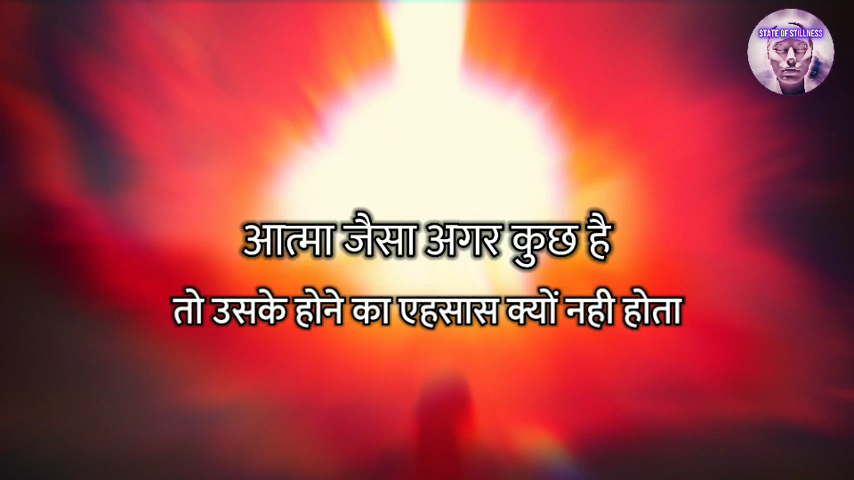 STATE OF STILLNESS
आत्मा जैसा अगर कुछ है
तो उसके होने का एहसास क्यों नही होता